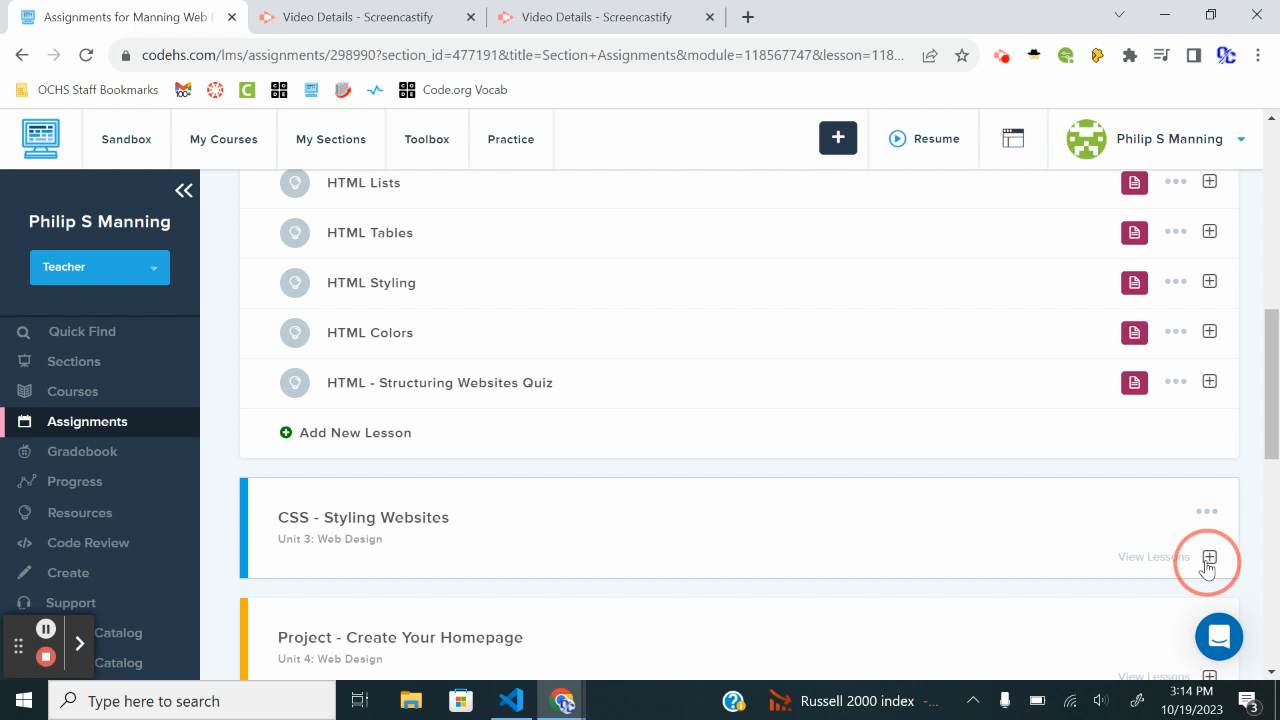 Assignments for Manning Web D
Video Details - Screencastify
Video Details - Screencastify
codehs.com/lms/assignments/298990?section_id=477191&title=Section+Assignments&module=118567747&lesson=118...
OCHS Staff Bookmarks
Code.org Vocab
Sandbox
My Courses
My Sections
Toolbox
Practice
+
Resume
Philip S Manning
Philip S Manning
Teacher
Quick Find
Sections
Courses
Assignments
Gradebook
Progress
Resources
Code Review
Create
Support
Catalog
Catalog
HTML Lists
HTML Tables
HTML Styling
HTML Colors
HTML - Structuring Websites Quiz
Add New Lesson
CSS - Styling Websites
Unit 3: Web Design
View Lessons
Project - Create Your Homepage
Unit 4: Web Design
View Lessons
Type here to search
Russell 2000 index -...
3:14 PM
10/19/2023
3